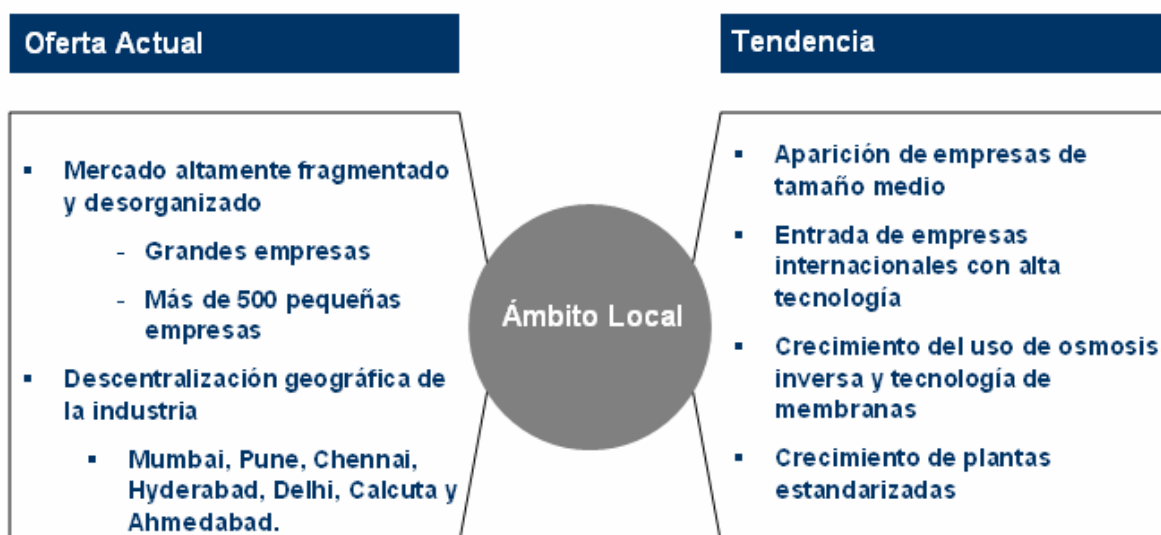 Oferta Actual
▪ Mercado altamente fragmentado
y desorganizado
- Grandes empresas
- Más de 500 pequeñas
empresas
▪ Descentralización geográfica de
la industria
▪ Mumbai, Pune, Chennai,
Hyderabad, Delhi, Calcuta y
Ahmedabad.
Ámbito Local
Tendencia
▪ Aparición de empresas de
tamaño medio
▪ Entrada de empresas
internacionales con alta
tecnología
▪ Crecimiento del uso de osmosis
inversa y tecnología de
membranas
▪ Crecimiento de plantas
estandarizadas